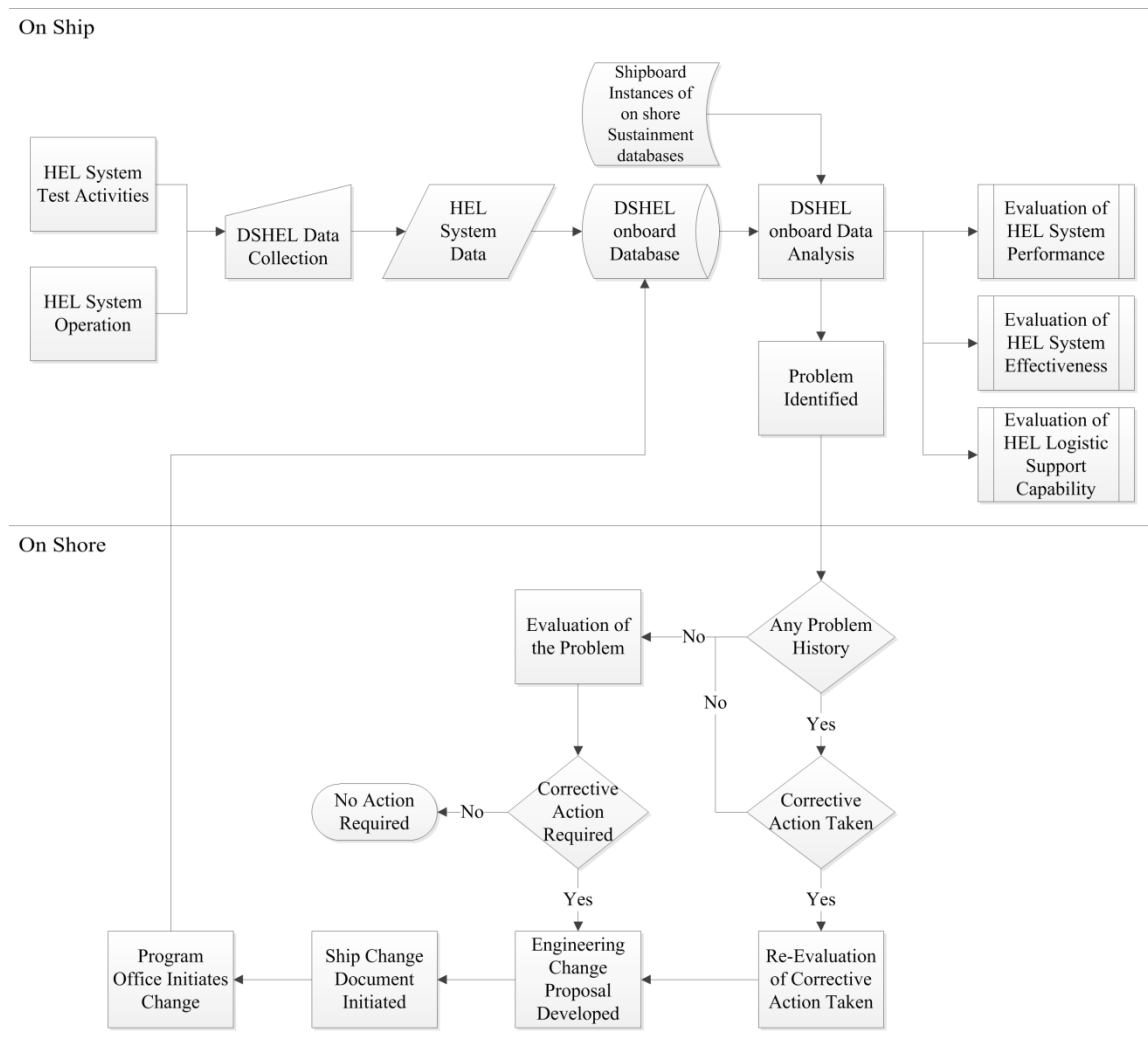 On Ship
Shipboard
Instances of
on shore
Sustainment
databases
HEL System
Test Activities
HEL System
Operation
DSHEL Data
Collection
HEL
System
Data
DSHEL
onboard
Database
DSHEL
onboard Data
Analysis
Evaluation of
HEL System
Performance
Evaluation of
HEL System
Effectiveness
Problem
Identified
Evaluation of
HEL Logistic
Support
Capability
On Shore
Evaluation of
the Problem
No
Any Problem
History
No
Yes
No Action
Required
No
Corrective
Action
Required
Corrective
Action Taken
Yes
Yes
Program
Office Initiates
Change
Ship Change
Document
Initiated
Engineering
Change
Proposal
Developed
Re-Evaluation
of Corrective
Action Taken